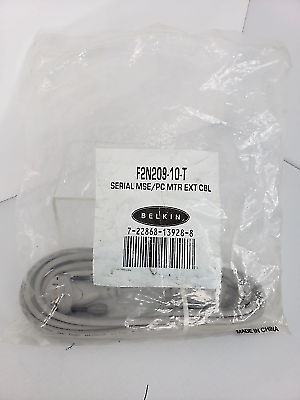 F2N209-10-T
SERIAL MSE/PC MTR EXT CBL
BELKIN
7-22868-13928-8
MADE IN CHINA